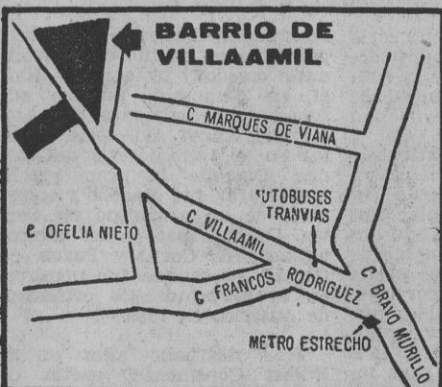 BARRIO DE
VILLAAMIL
C MARQUES DE VIANA
UTOBUSES
TRANVIAS
C OFELIA NIETO
C VILLAAMIL
C FRANCOS RODRIGUEZ
C BRAVO MURILLO
METRO ESTRECHO